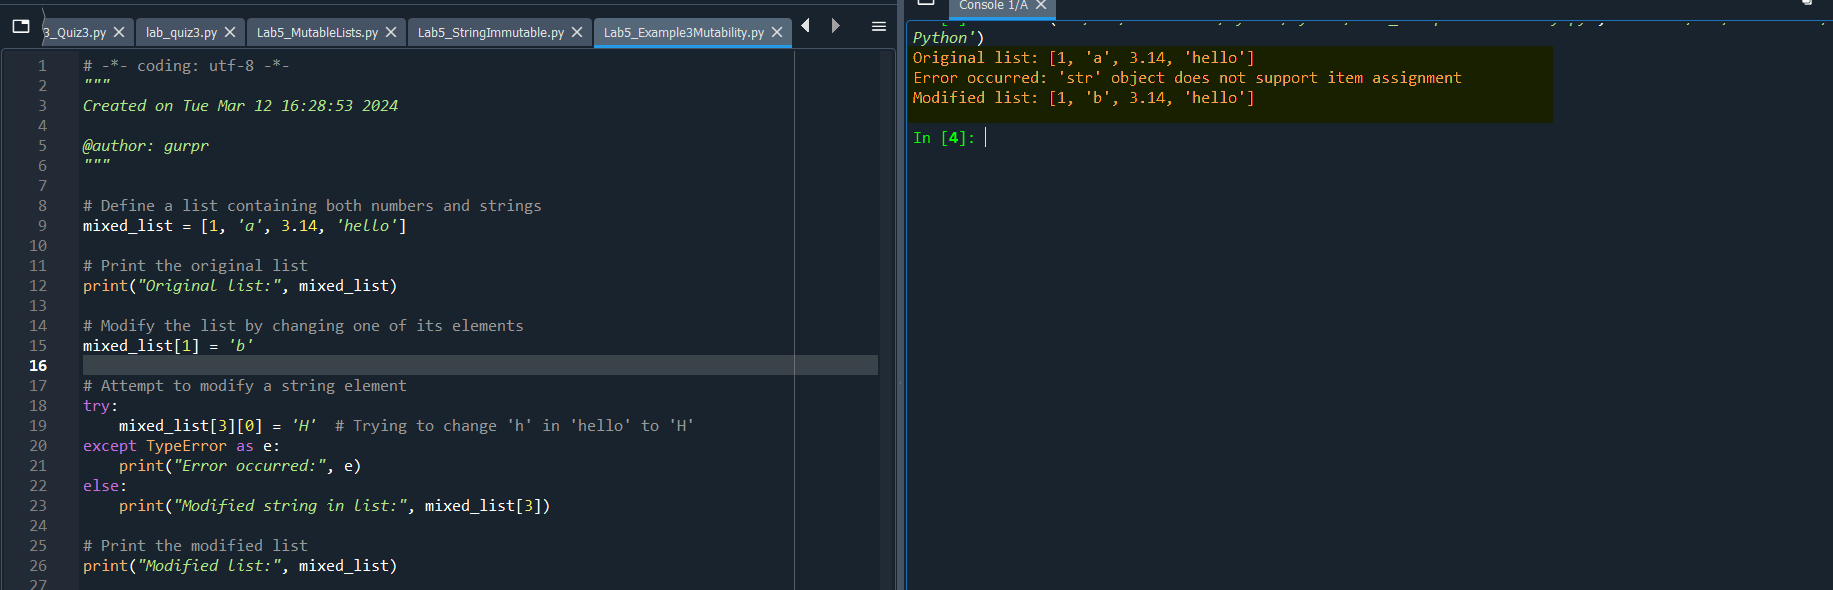 3_Quiz3.py
lab_quiz3.py
Lab5_MutableLists.py
Lab5_StringImmutable.py
Lab5_Example3Mutability.py
1 # -*- coding: utf-8 -*-
2 """
3 Created on Tue Mar 12 16:28:53 2024
4
5 @author: gurpr
6 """
7
8 # Define a list containing both numbers and strings
9 mixed_list = [1, 'a', 3.14, 'hello']
10
11 # Print the original list
12 print("Original list:", mixed_list)
13
14 # Modify the list by changing one of its elements
15 mixed_list[1] = 'b'
16
17 # Attempt to modify a string element
18 try:
19     mixed_list[3][0] = 'H'  # Trying to change 'h' in 'hello' to 'H'
20 except TypeError as e:
21     print("Error occurred:", e)
22 else:
23     print("Modified string in list:", mixed_list[3])
24
25 # Print the modified list
26 print("Modified list:", mixed_list)
27
Console 1/A
Python')
Original list: [1, 'a', 3.14, 'hello']
Error occurred: 'str' object does not support item assignment
Modified list: [1, 'b', 3.14, 'hello']
In [4]: